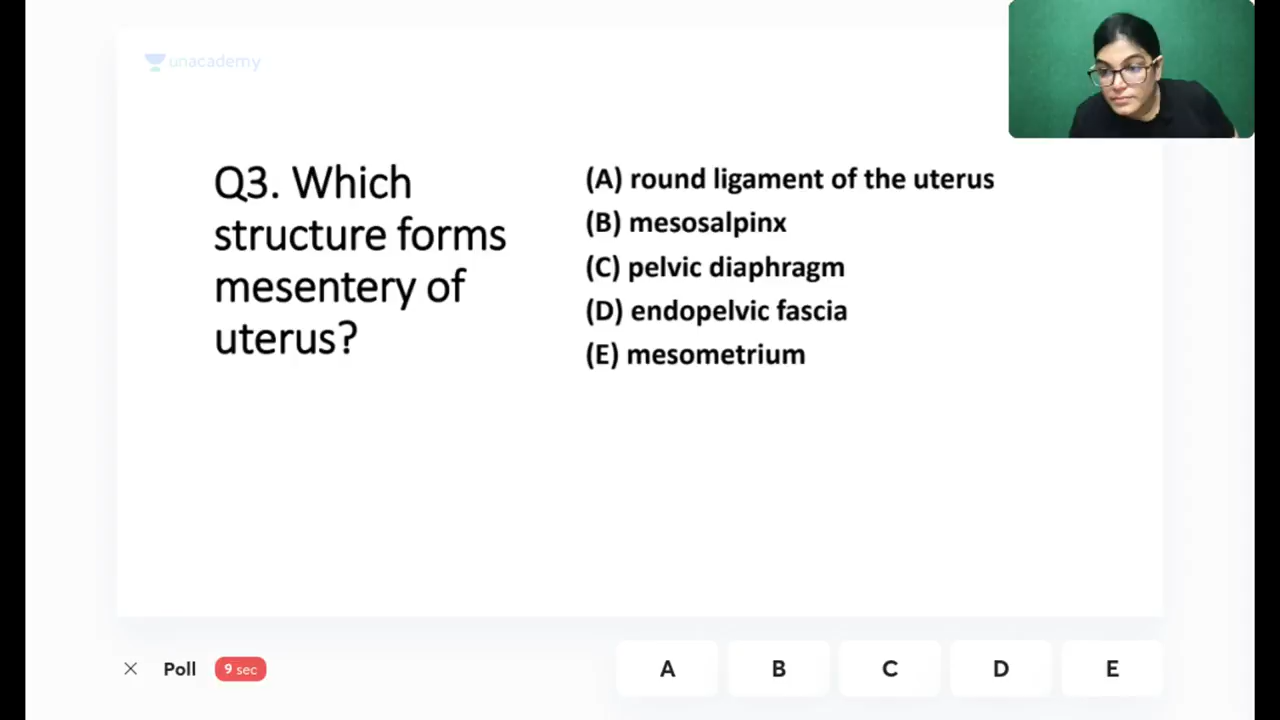 unacademy
Q3. Which
structure forms
mesentery of
uterus?
(A) round ligament of the uterus
(B) mesosalpinx
(C) pelvic diaphragm
(D) endopelvic fascia
(E) mesometrium
Poll 9 sec
A B C D E